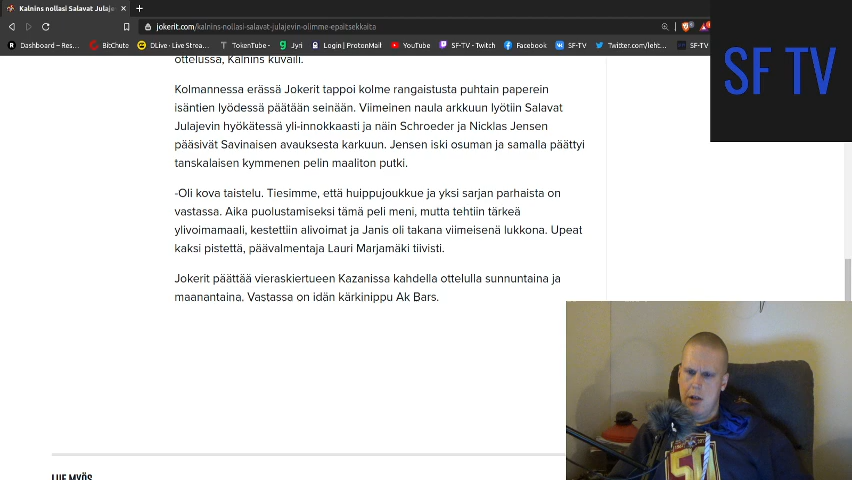 Kalnins nollasi Salavat Julaje
jokerit.com/kalnins-nollasi-salavat-julajevin-olimme-epaitsekkaita
Dashboard – Res… BitChute DLive · Live Strea… TokenTube - Jyri Login | ProtonMail YouTube SF-TV - Twitch Facebook SF-TV Twitter.com/leht… SF-TV
SF TV
ottelussa, Kalnins kuvaili.
Kolmannessa erässä Jokerit tappoi kolme rangaistusta puhtain paperein
isäntien lyödessä päätään seinään. Viimeinen naula arkkuun lyötiin Salavat
Julajevin hyökätessä yli-innokkaasti ja näin Schroeder ja Nicklas Jensen
pääsivät Savinaisen avauksesta karkuun. Jensen iski osuman ja samalla päättyi
tanskalaisen kymmenen pelin maaliton putki.
-Oli kova taistelu. Tiesimme, että huippujoukkue ja yksi sarjan parhaista on
vastassa. Aika puolustamiseksi tämä peli meni, mutta tehtiin tärkeä
ylivoimamaali, kestettiin alivoimat ja Janis oli takana viimeisenä lukkona. Upeat
kaksi pistettä, päävalmentaja Lauri Marjamäki tiivisti.
Jokerit päättää vieraskiertueen Kazanissa kahdella ottelulla sunnuntaina ja
maanantaina. Vastassa on idän kärkinippu Ak Bars.
50
LUE MYÖS